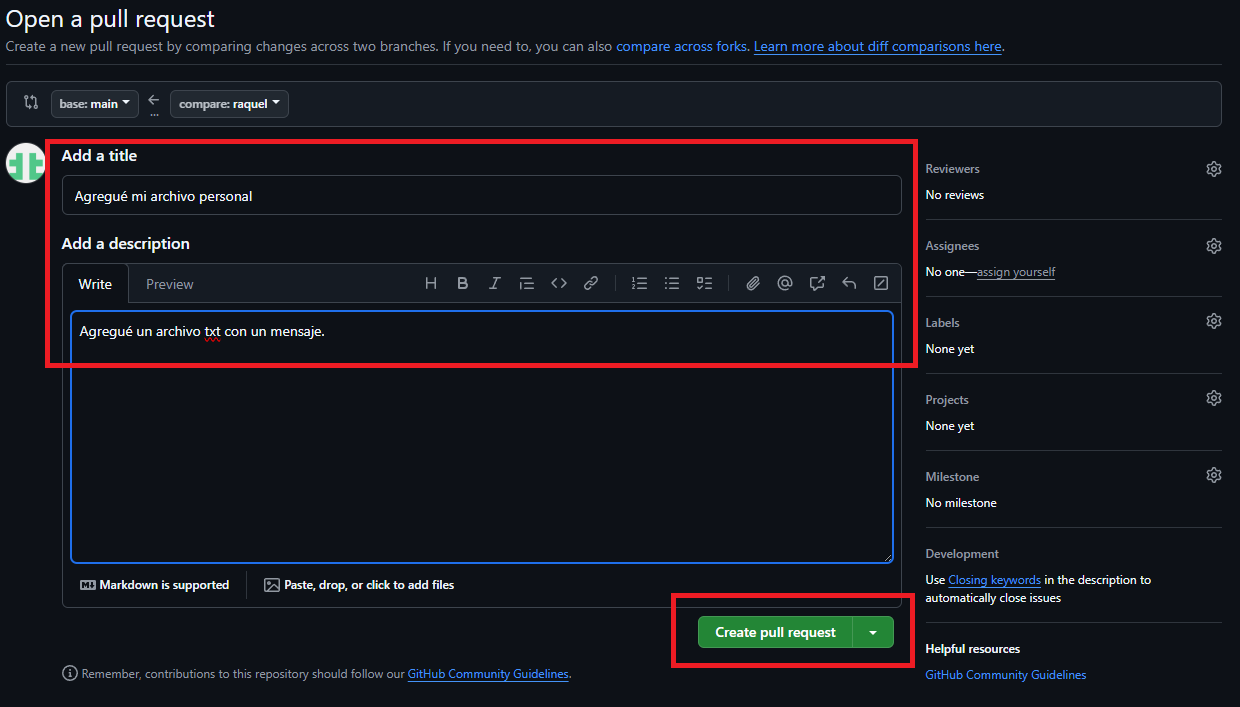 Open a pull request
Create a new pull request by comparing changes across two branches. If you need to, you can also compare across forks. Learn more about diff comparisons here.
base: main
...
compare: raquel
Add a title
Agregué mi archivo personal
Add a description
Write
Preview
Agregué un archivo txt con un mensaje.
Markdown is supported
Paste, drop, or click to add files
Create pull request
Remember, contributions to this repository should follow our GitHub Community Guidelines.
Reviewers
No reviews
Assignees
No one—assign yourself
Labels
None yet
Projects
None yet
Milestone
No milestone
Development
Use Closing keywords in the description to
automatically close issues
Helpful resources
GitHub Community Guidelines